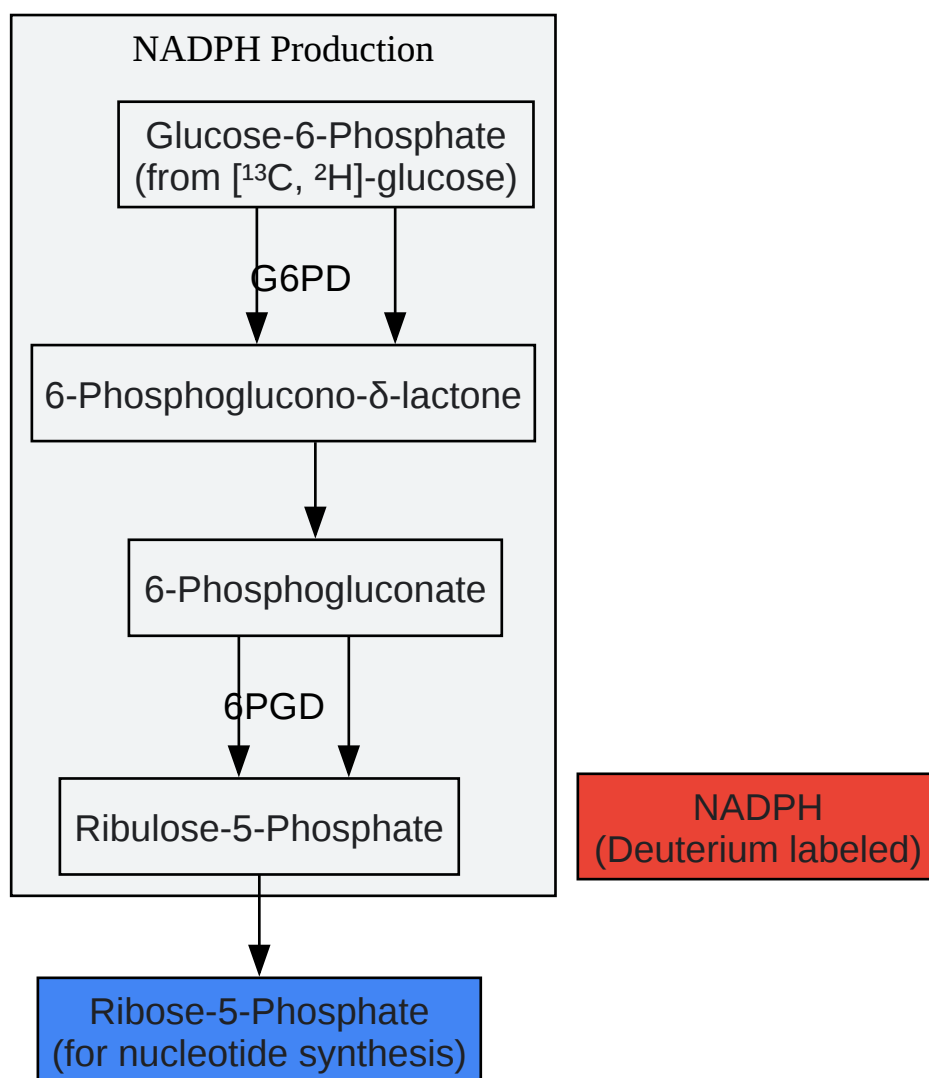 NADPH Production
Glucose-6-Phosphate
(from [¹³C, ²H]-glucose)
G6PD
6-Phosphoglucono-δ-lactone
6-Phosphogluconate
6PGD
Ribulose-5-Phosphate
NADPH
(Deuterium labeled)
Ribose-5-Phosphate
(for nucleotide synthesis)